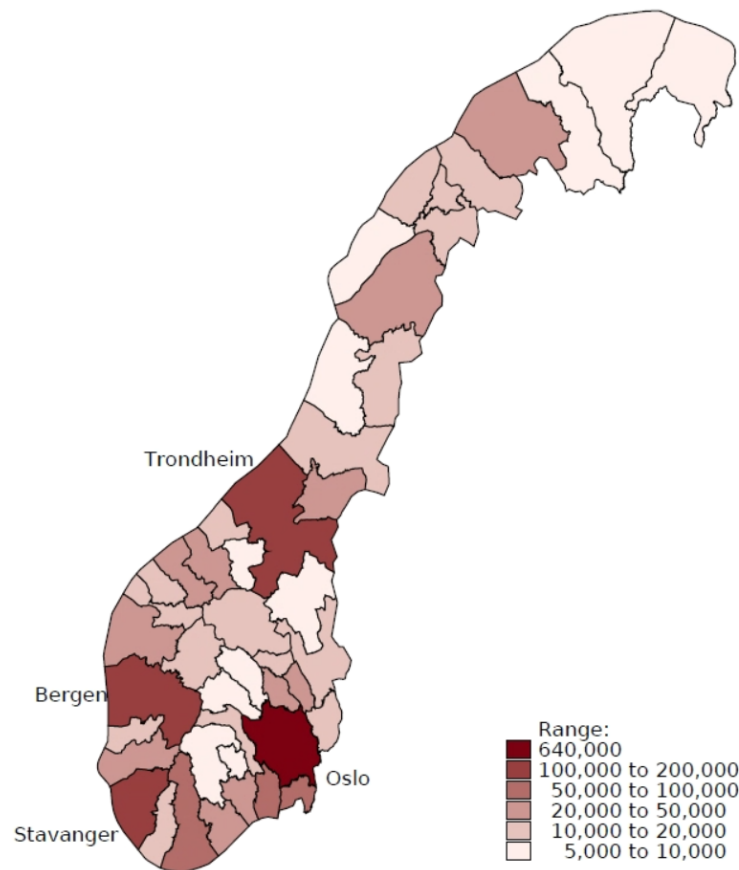 Trondheim
Bergen
Oslo
Stavanger
Range:
640,000
100,000 to 200,000
50,000 to 100,000
20,000 to 50,000
10,000 to 20,000
5,000 to 10,000